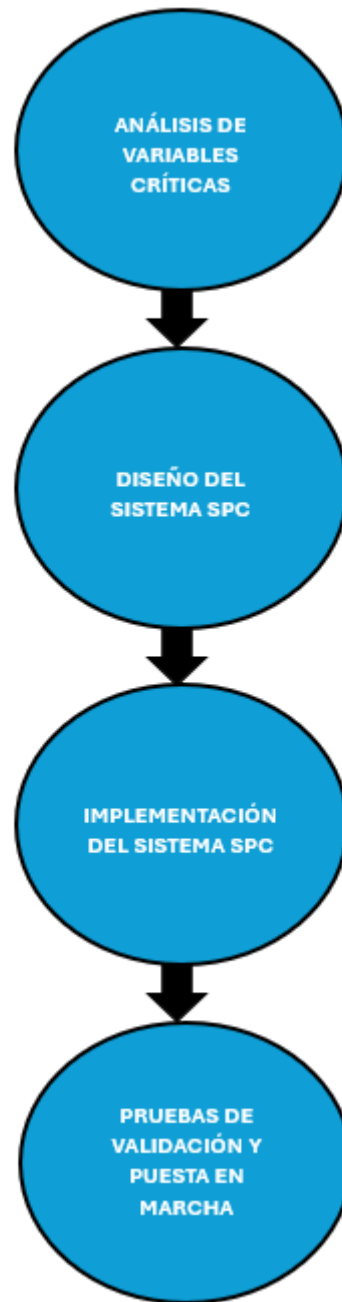 ANÁLISIS DE
VARIABLES
CRÍTICAS
DISEÑO DEL
SISTEMA SPC
IMPLEMENTACIÓN
DEL SISTEMA SPC
PRUEBAS DE
VALIDACIÓN Y
PUESTA EN
MARCHA